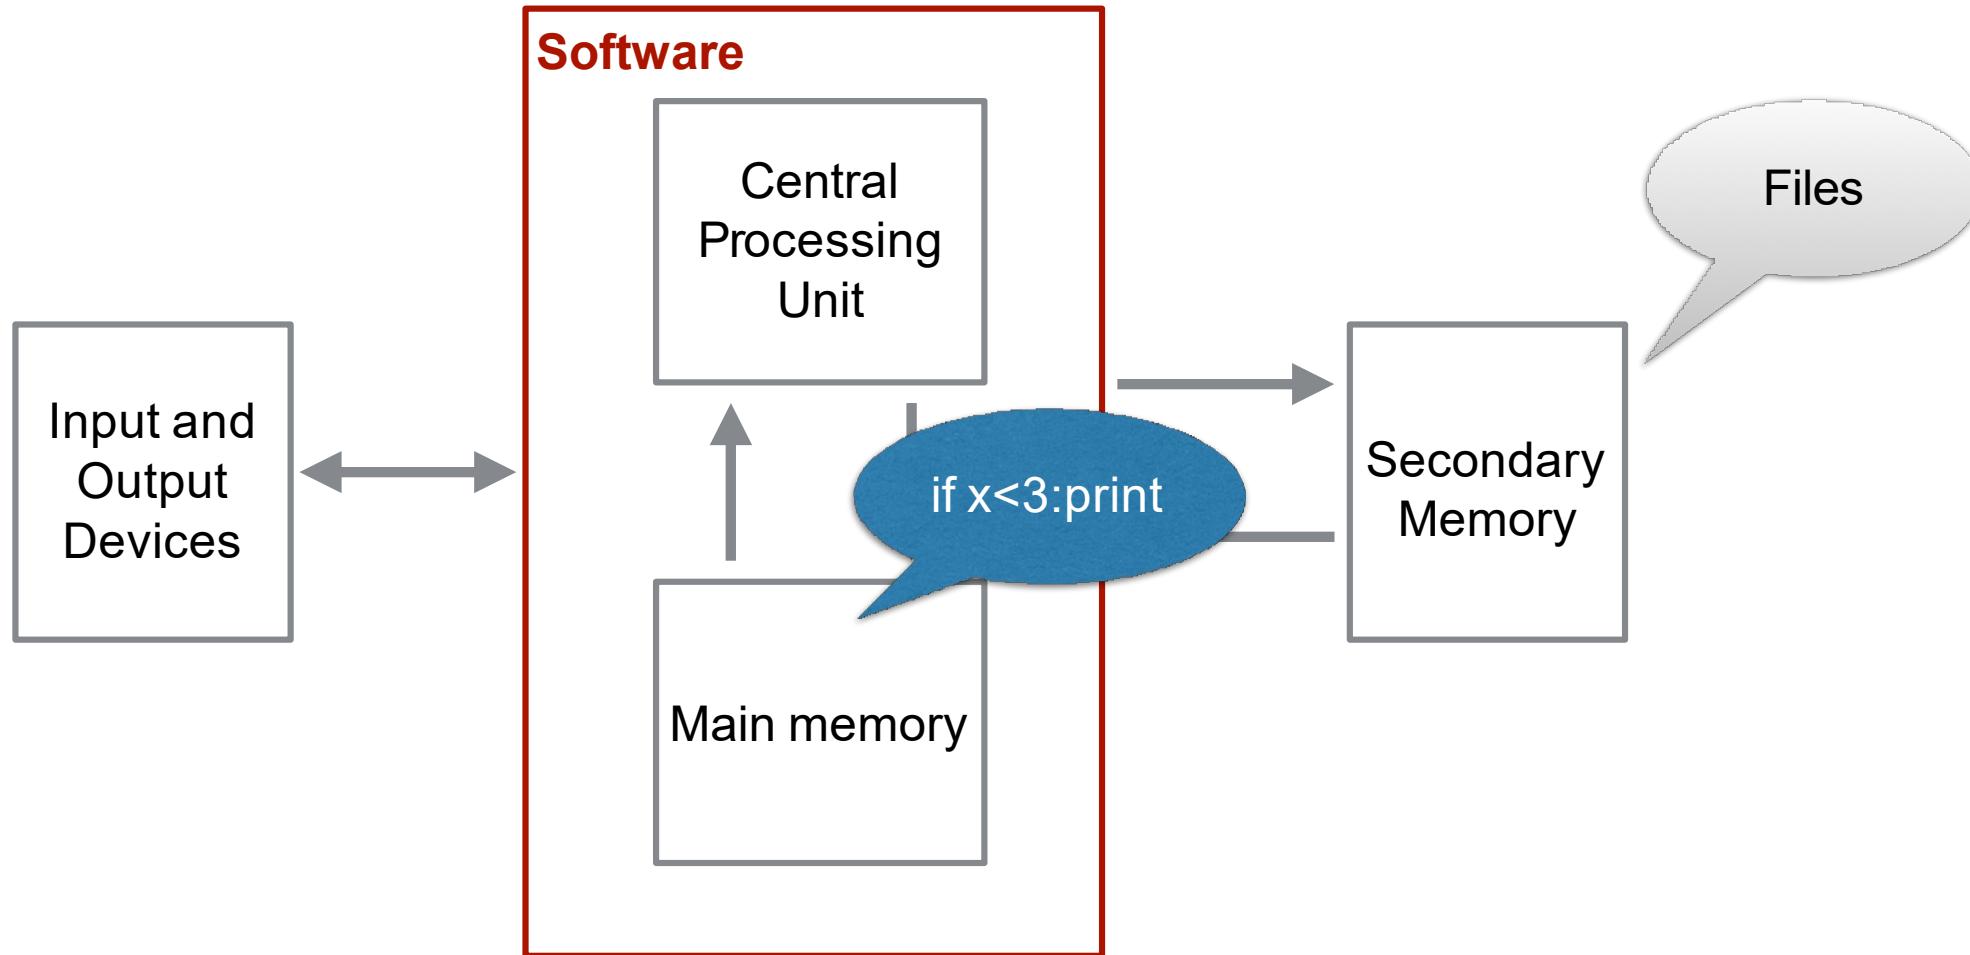 Software
Central
Processing
Unit
Files
Input and
Output
Devices
if x<3:print
Secondary
Memory
Main memory